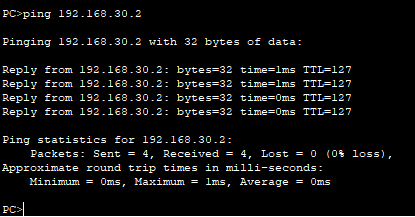 PC>ping 192.168.30.2
Pinging 192.168.30.2 with 32 bytes of data:
Reply from 192.168.30.2: bytes=32 time=1ms TTL=127
Reply from 192.168.30.2: bytes=32 time=1ms TTL=127
Reply from 192.168.30.2: bytes=32 time=0ms TTL=127
Reply from 192.168.30.2: bytes=32 time=0ms TTL=127
Ping statistics for 192.168.30.2:
Packets: Sent = 4, Received = 4, Lost = 0 (0% loss),
Approximate round trip times in milli-seconds:
Minimum = 0ms, Maximum = 1ms, Average = 0ms
PC>